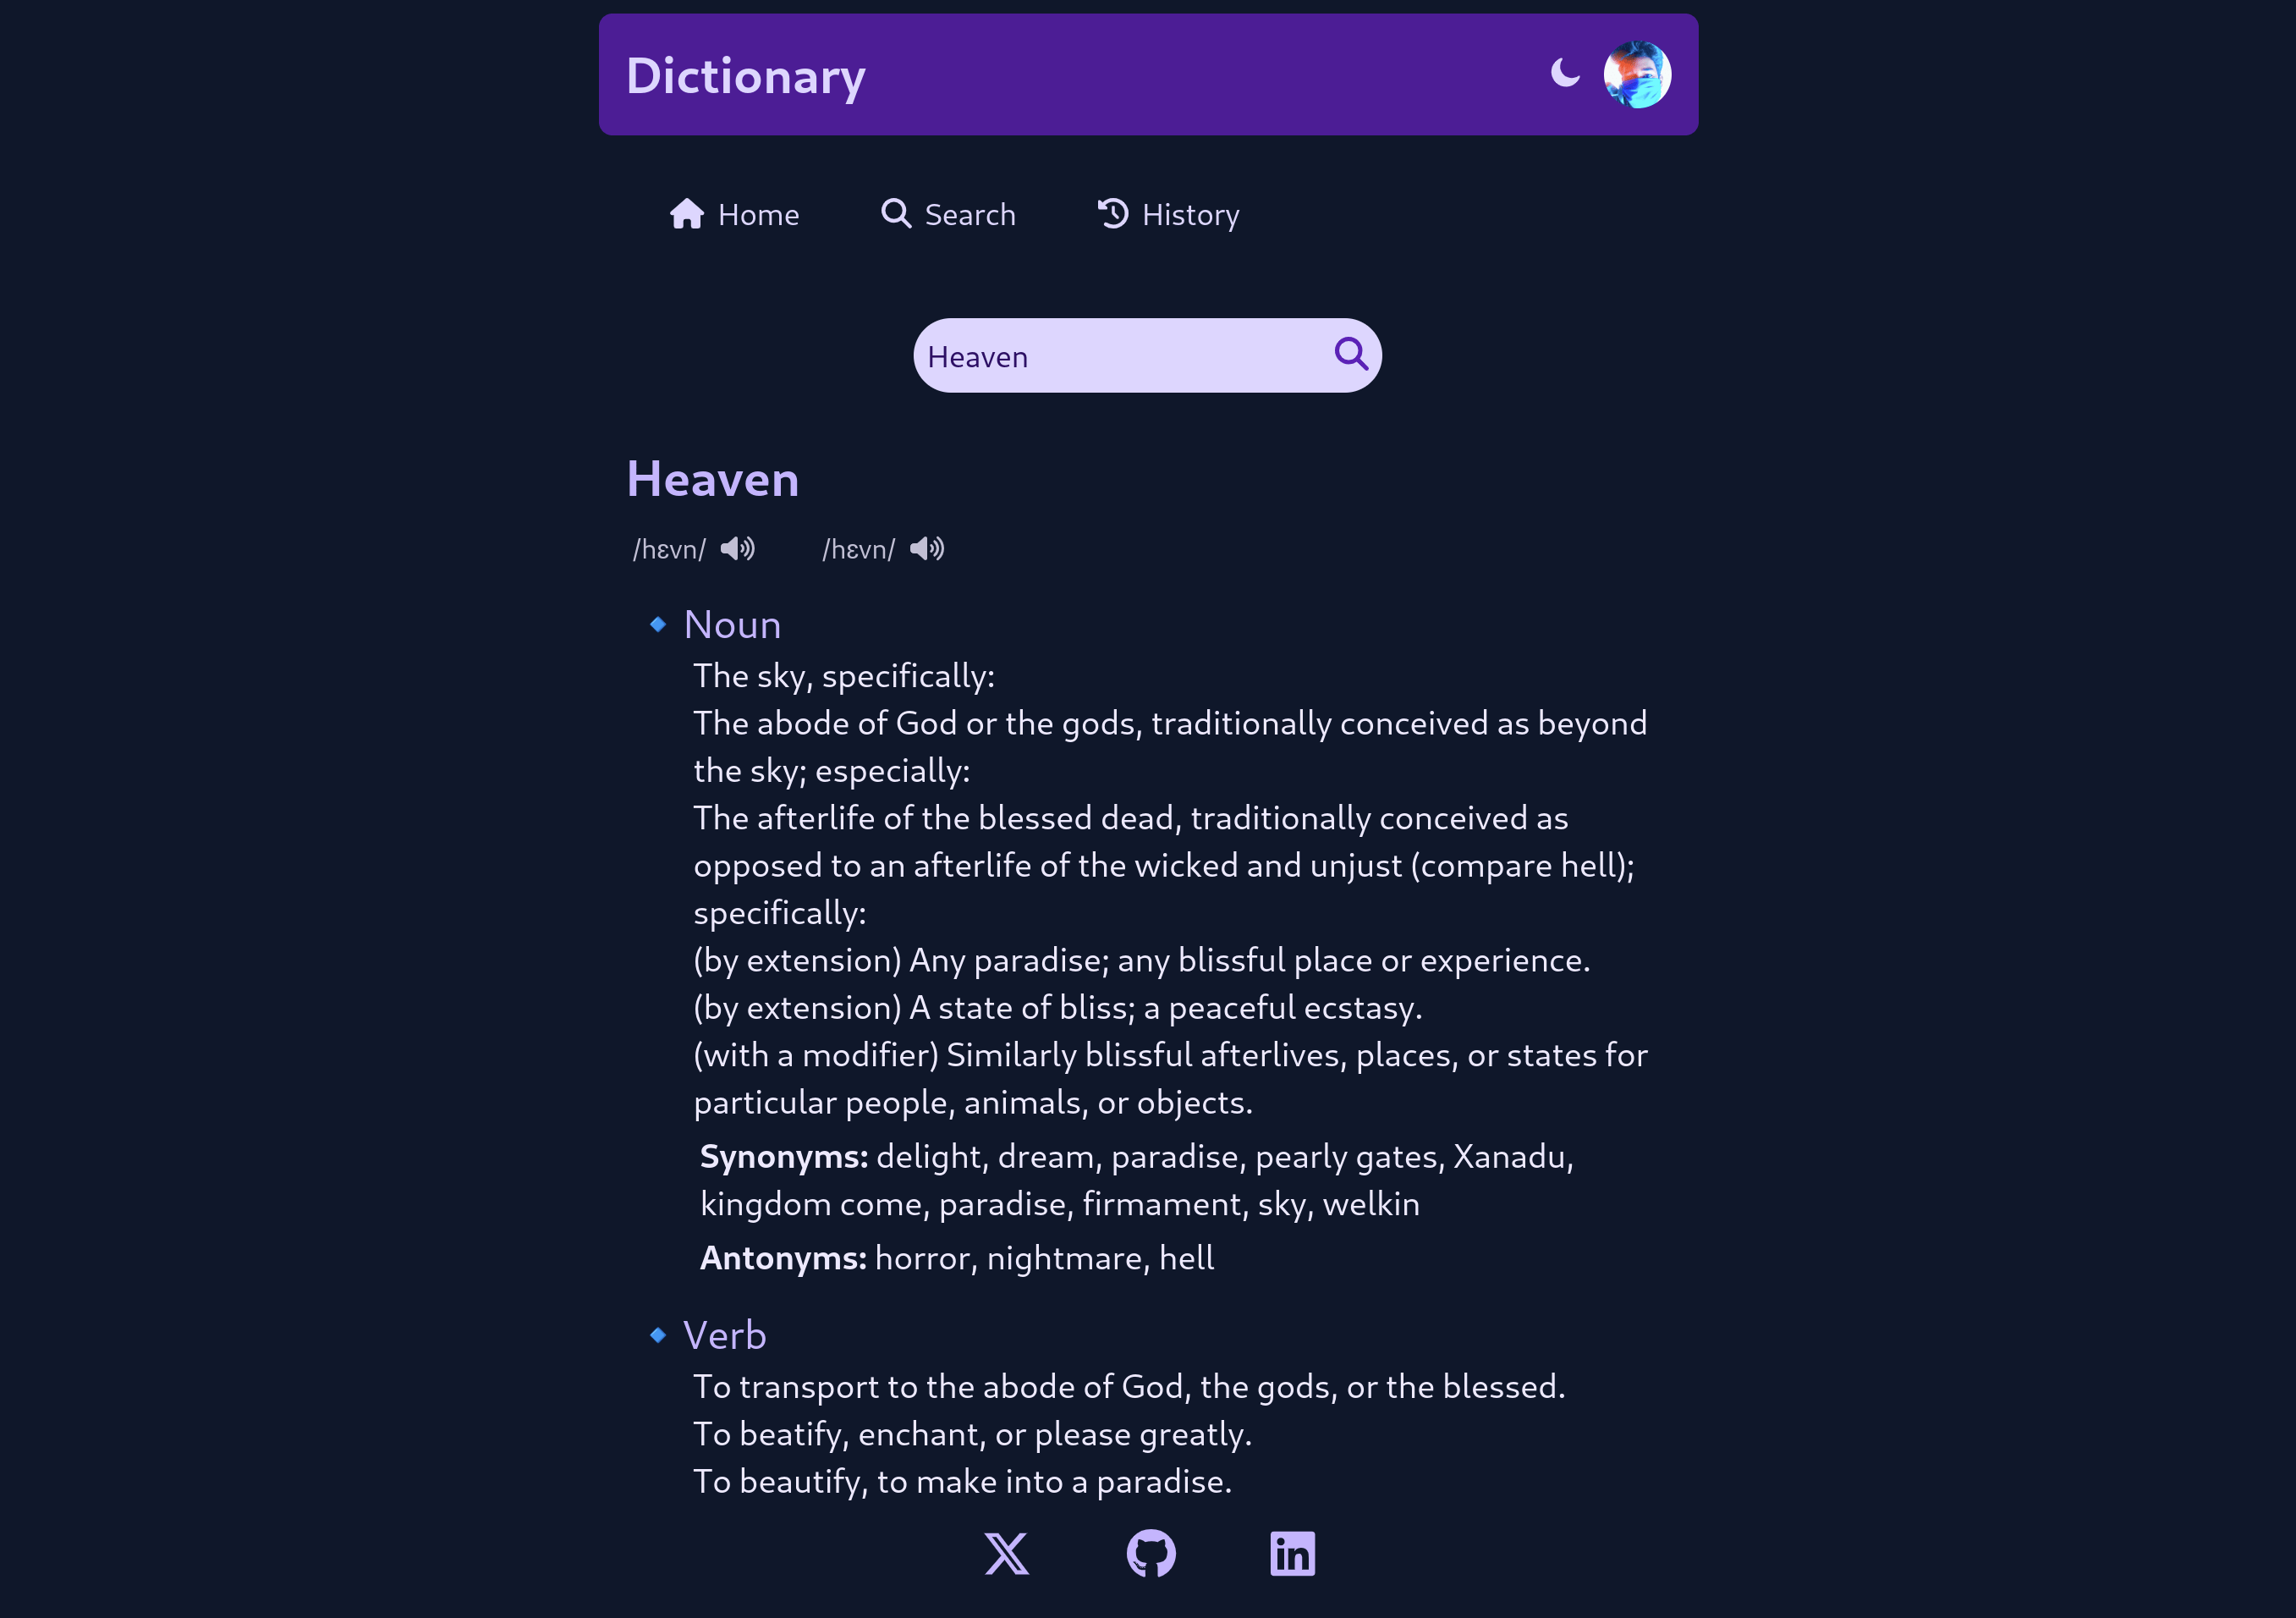 Dictionary
Home Search History
Heaven
Heaven
/hɛvn/ /hɛvn/
Noun
The sky, specifically:
The abode of God or the gods, traditionally conceived as beyond
the sky; especially:
The afterlife of the blessed dead, traditionally conceived as
opposed to an afterlife of the wicked and unjust (compare hell);
specifically:
(by extension) Any paradise; any blissful place or experience.
(by extension) A state of bliss; a peaceful ecstasy.
(with a modifier) Similarly blissful afterlives, places, or states for
particular people, animals, or objects.
Synonyms: delight, dream, paradise, pearly gates, Xanadu,
kingdom come, paradise, firmament, sky, welkin
Antonyms: horror, nightmare, hell
Verb
To transport to the abode of God, the gods, or the blessed.
To beatify, enchant, or please greatly.
To beautify, to make into a paradise.